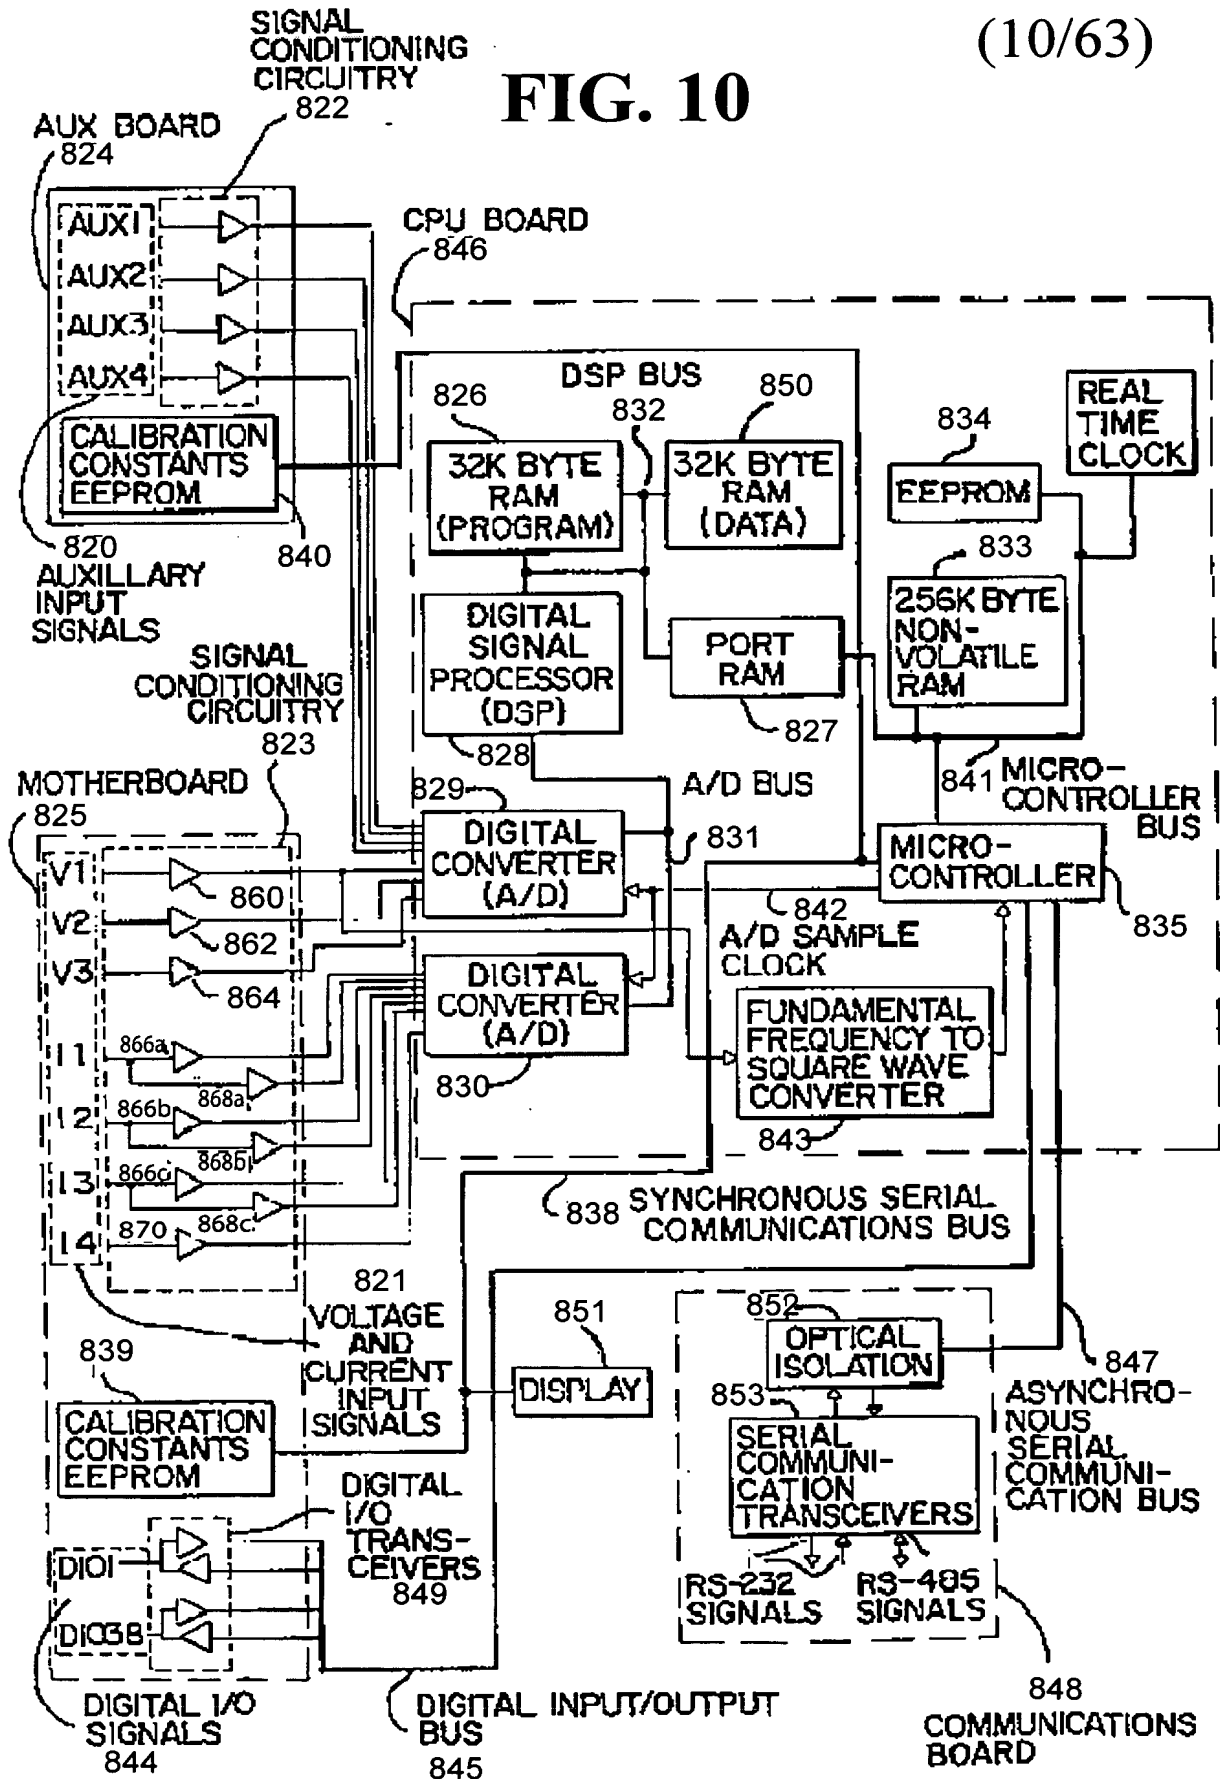 (10/63)
FIG. 10
SIGNAL
CONDITIONING
CIRCUITRY
822
AUX BOARD
824
AUX1
AUX2
AUX3
AUX4
CALIBRATION
CONSTANTS
EEPROM
820
840
AUXILLARY
INPUT
SIGNALS
CPU BOARD
846
DSP BUS
826
832
850
32K BYTE
RAM
(PROGRAM)
32K BYTE
RAM
(DATA)
834
EEPROM
REAL
TIME
CLOCK
833
256K BYTE
NON-
VOLATILE
RAM
DIGITAL
SIGNAL
PROCESSOR
(DSP)
828
PORT
RAM
827
841
MICRO-
CONTROLLER
BUS
SIGNAL
CONDITIONING
CIRCUITRY
823
MOTHERBOARD
825
829
DIGITAL
CONVERTER
(A/D)
A/D BUS
831
MICRO-
CONTROLLER
835
842
A/D SAMPLE
CLOCK
V1
860
V2
862
V3
864
DIGITAL
CONVERTER
(A/D)
830
FUNDAMENTAL
FREQUENCY TO
SQUARE WAVE
CONVERTER
843
I1
866a
868a
I2
866b
868b
I3
866c
868c
I4
870
838
SYNCHRONOUS SERIAL
COMMUNICATIONS BUS
821
VOLTAGE
AND
CURRENT
INPUT
SIGNALS
839
CALIBRATION
CONSTANTS
EEPROM
851
DISPLAY
852
OPTICAL
ISOLATION
853
SERIAL
COMMUNI-
CATION
TRANSCEIVERS
847
ASYNCHRO-
NOUS
SERIAL
COMMUNI-
CATION BUS
RS-232
SIGNALS
RS-485
SIGNALS
DIGITAL
I/O
TRANS-
CEIVERS
849
DIO1
DIO38
DIGITAL I/O
SIGNALS
844
DIGITAL INPUT/OUTPUT
BUS
845
848
COMMUNICATIONS
BOARD